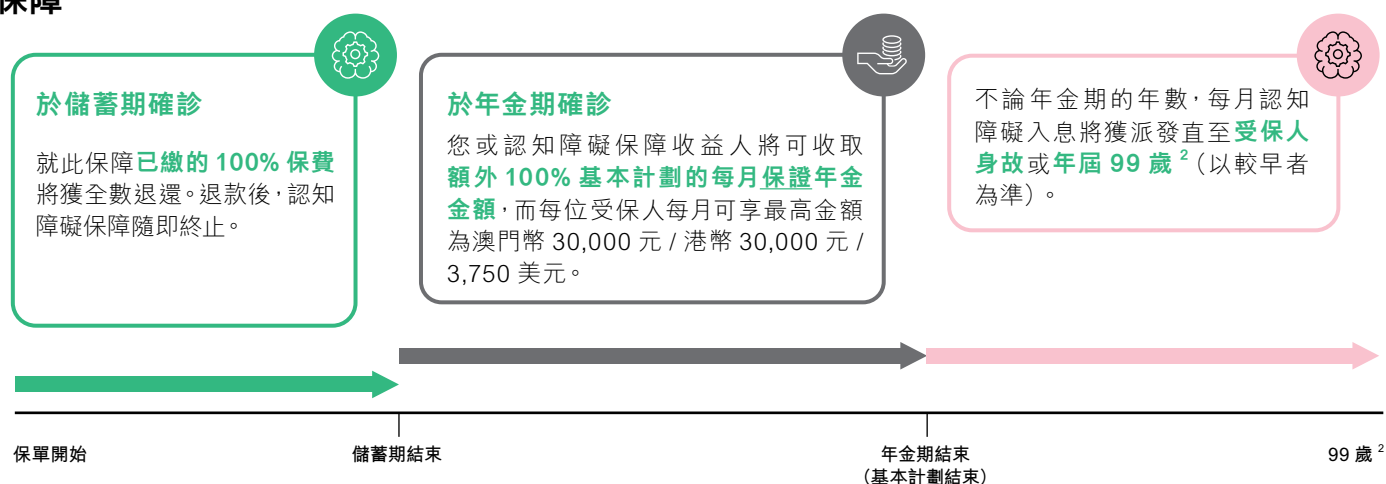 保障
於儲蓄期確診
就此保障已繳的 100% 保費
將獲全數退還。退款後，認知
障礙保障隨即終止。
於年金期確診
您或認知障礙保障收益人將可收取
額外 100% 基本計劃的每月保證年金
金額，而每位受保人每月可享最高金額
為澳門幣 30,000 元 / 港幣 30,000 元 /
3,750 美元。
不論年金期的年數，每月認知
障礙入息將獲派發直至受保人
身故或年屆 99 歲 2（以較早者
為準）。
保單開始
儲蓄期結束
年金期結束
（基本計劃結束）
99 歲 2